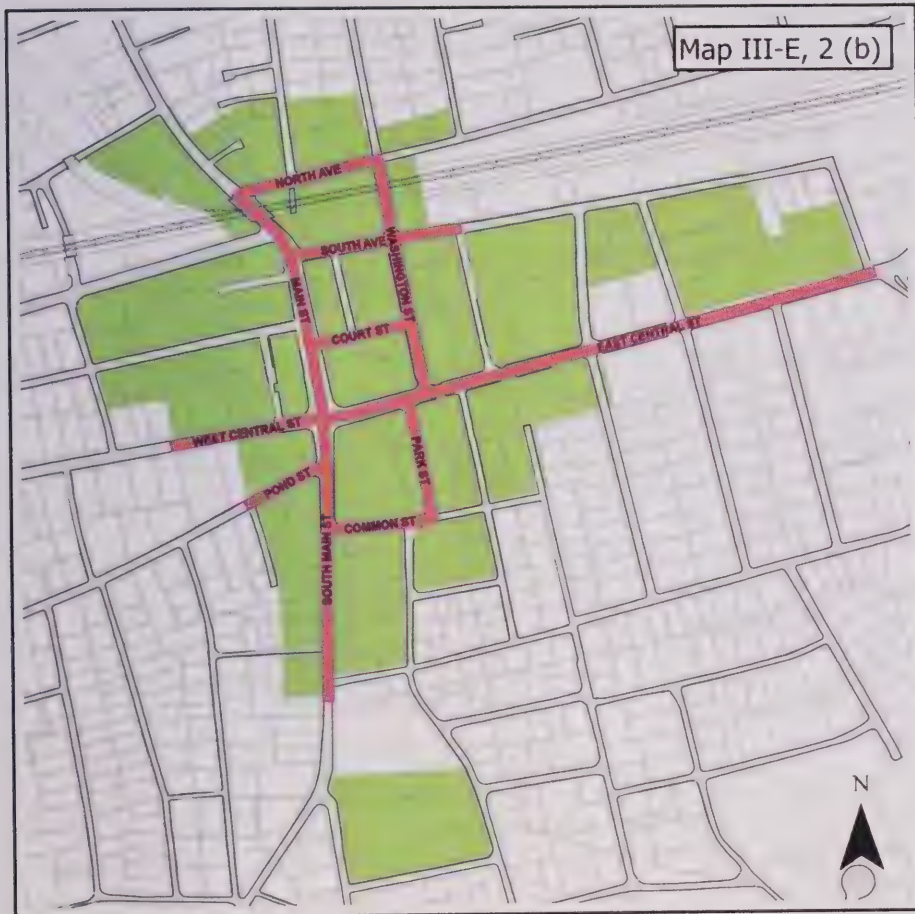 Map III-E, 2 (b)
NORTH AVE
SOUTH AVE
WASHINGTON ST
MAIN ST
COURT ST
EAST CENTRAL ST
WEST CENTRAL ST
POND ST
PARK ST
COMMON ST
SOUTH MAIN ST
N